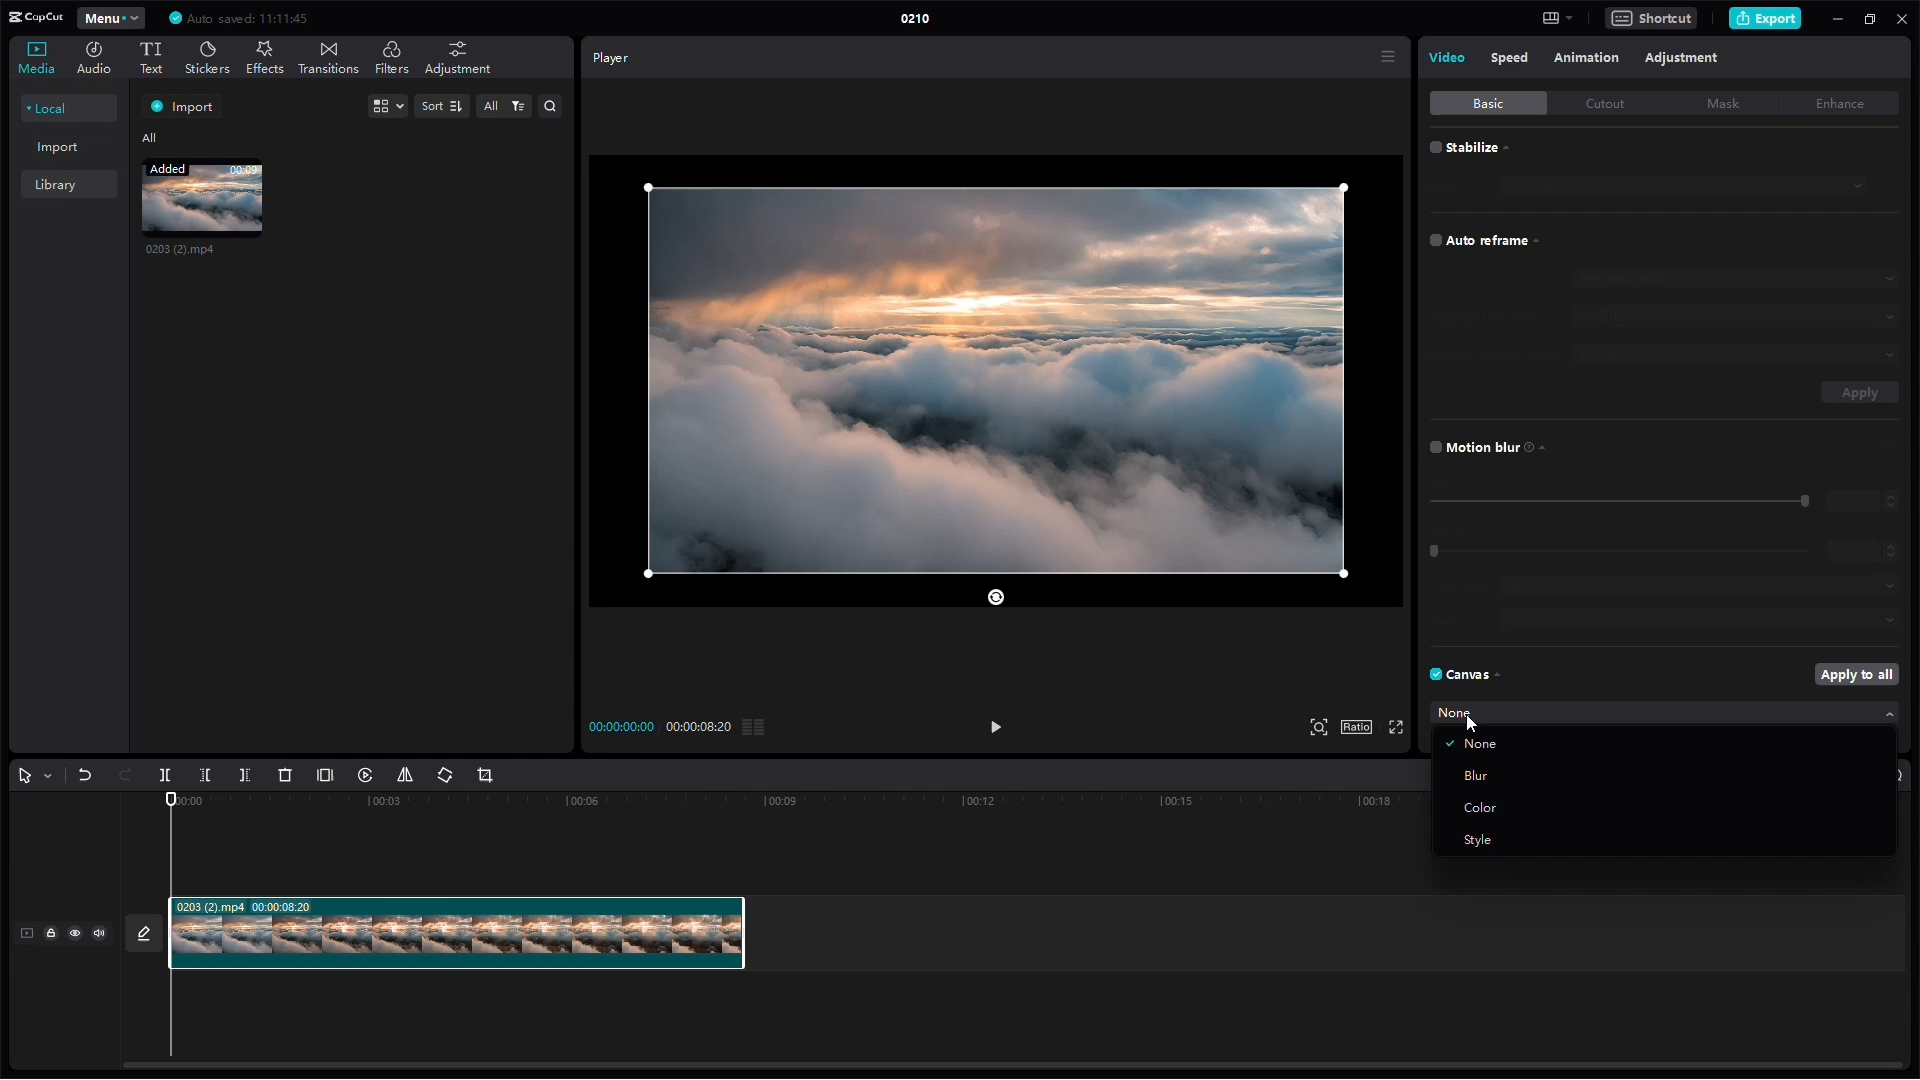 CapCut
Menu
Auto saved: 11:11:45
0210
Shortcut
Export
Media
Audio
Text
Stickers
Effects
Transitions
Filters
Adjustment
Player
Video
Speed
Animation
Adjustment
Local
Import
Library
Import
Sort
All
All
Added
00:09
0203 (2).mp4
Basic
Cutout
Mask
Enhance
Stabilize
Auto reframe
Apply
Motion blur
Canvas
Apply to all
None
None
Blur
Color
Style
00:00:00:00
00:00:08:20
Ratio
00:00
00:03
00:06
00:09
00:12
00:15
00:18
0203 (2).mp4 00:00:08:20